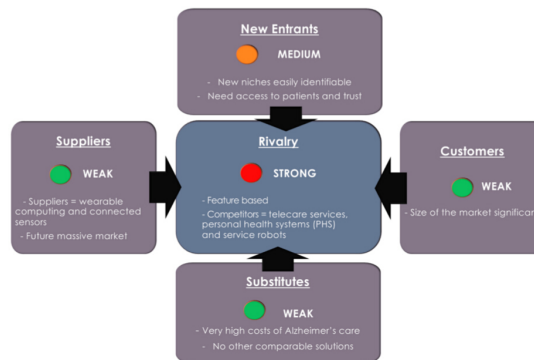 New Entrants
MEDIUM
- New niches easily identifiable
- Need access to patients and trust
Suppliers
WEAK
- Suppliers = wearable
computing and connected
sensors
- Future massive market
Rivalry
STRONG
- Feature based
- Competitors = telecare services,
personal health systems (PHS)
and service robots
Customers
WEAK
- Size of the market significant
Substitutes
WEAK
- Very high costs of Alzheimer's care
- No other comparable solutions